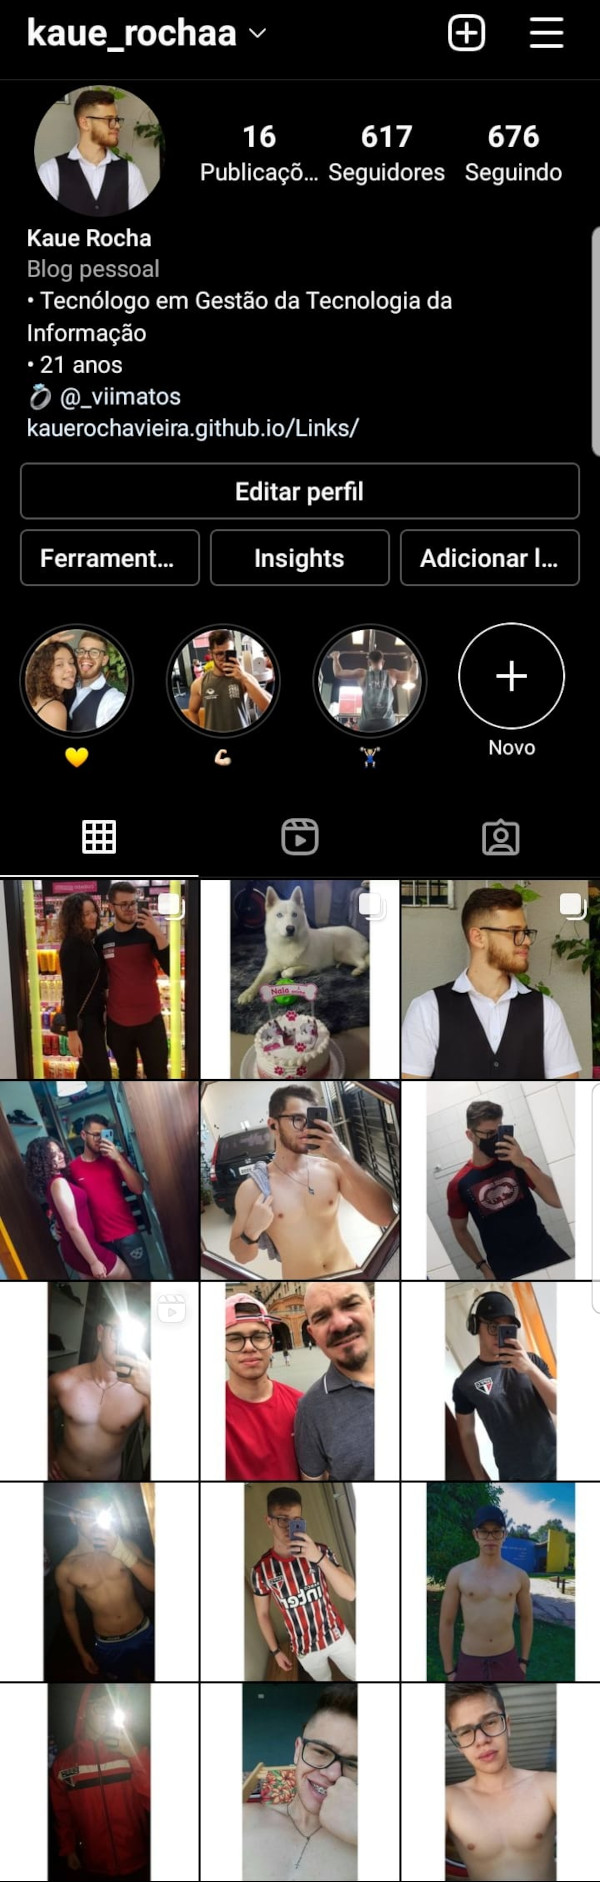 kaue_rochaa
16 617 676
Publicaçõ... Seguidores Seguindo
Kaue Rocha
Blog pessoal
• Tecnólogo em Gestão da Tecnologia da
Informação
• 21 anos
💍 @_viimatos
kauerochavieira.github.io/Links/
Editar perfil
Ferrament... Insights Adicionar l...
💛 💪🏻 🏋🏻 Novo
Nala
inter